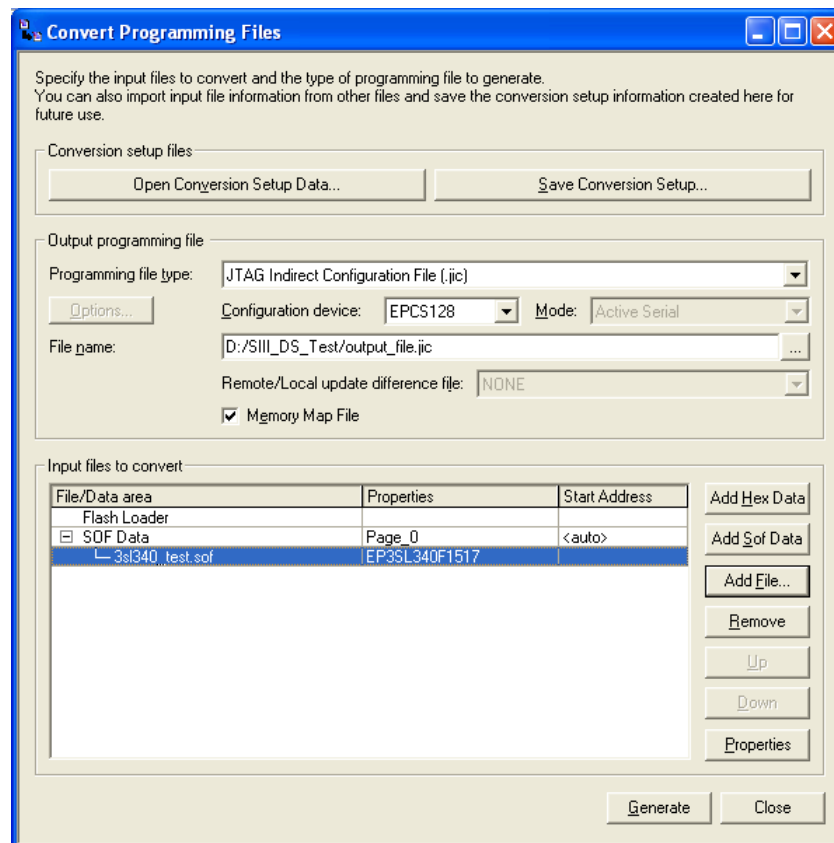 Convert Programming Files
Specify the input files to convert and the type of programming file to generate.
You can also import input file information from other files and save the conversion setup information created here for
future use.
Conversion setup files
Open Conversion Setup Data...
Save Conversion Setup...
Output programming file
Programming file type:
JTAG Indirect Configuration File (.jic)
Options...
Configuration device:
EPCS128
Mode:
Active Serial
File name:
D:/SIII_DS_Test/output_file.jic
...
Remote/Local update difference file:
NONE
Memory Map File
Input files to convert
File/Data area
Properties
Start Address
Flash Loader
SOF Data
Page_0
<auto>
3sl340_test.sof
EP3SL340F1517
Add Hex Data
Add Sof Data
Add File...
Remove
Up
Down
Properties
Generate
Close